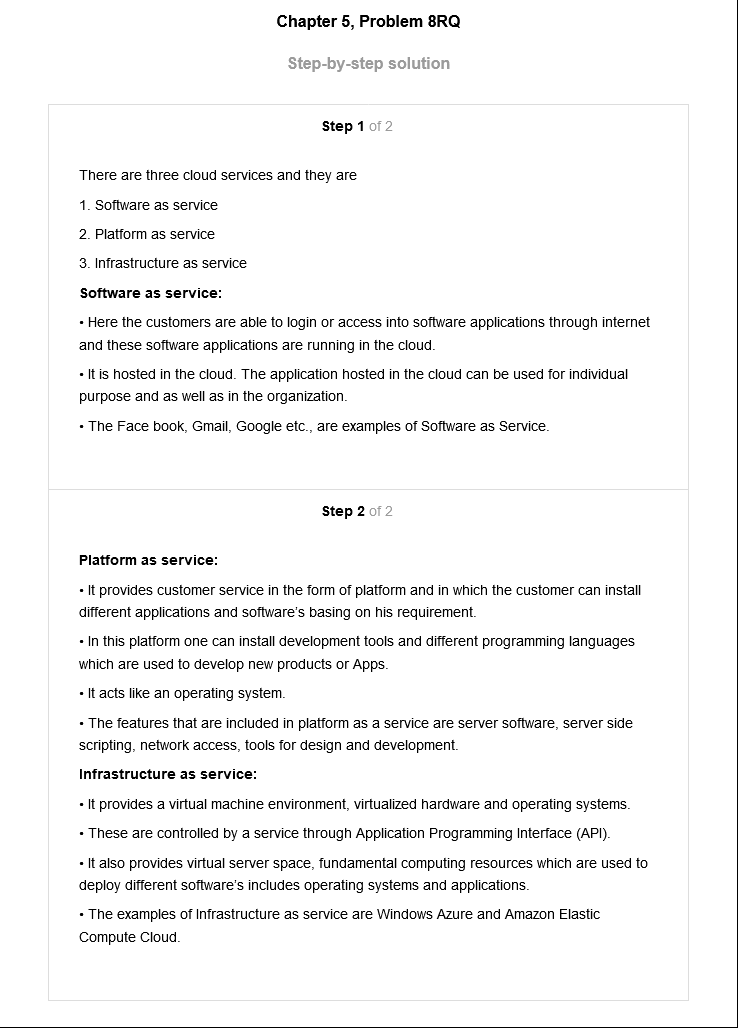 Chapter 5, Problem 8RQ
Step-by-step solution
Step 1 of 2
There are three cloud services and they are
1. Software as service
2. Platform as service
3. Infrastructure as service
Software as service:
• Here the customers are able to login or access into software applications through internet
and these software applications are running in the cloud.
• It is hosted in the cloud. The application hosted in the cloud can be used for individual
purpose and as well as in the organization.
• The Face book, Gmail, Google etc., are examples of Software as Service.
Step 2 of 2
Platform as service:
• It provides customer service in the form of platform and in which the customer can install
different applications and software's basing on his requirement.
• In this platform one can install development tools and different programming languages
which are used to develop new products or Apps.
• It acts like an operating system.
• The features that are included in platform as a service are server software, server side
scripting, network access, tools for design and development.
Infrastructure as service:
• It provides a virtual machine environment, virtualized hardware and operating systems.
• These are controlled by a service through Application Programming Interface (API).
• It also provides virtual server space, fundamental computing resources which are used to
deploy different software's includes operating systems and applications.
• The examples of Infrastructure as service are Windows Azure and Amazon Elastic
Compute Cloud.